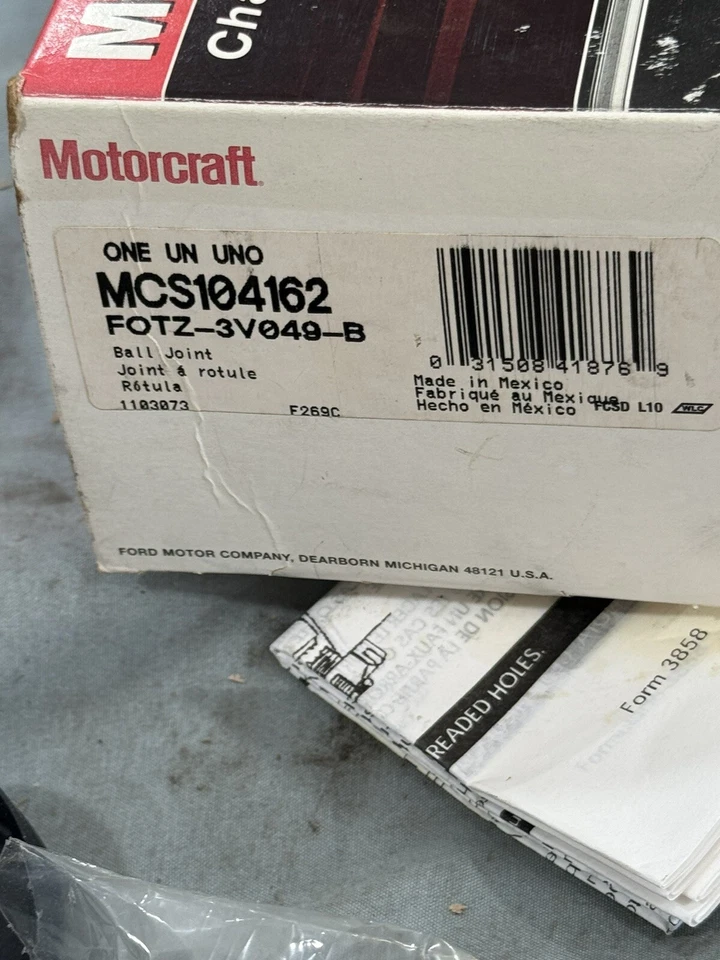 M
Cha
Motorcraft
ONE UN UNO
MCS104162
FOTZ-3V049-B
Ball Joint
Joint á rotule
Rótula
1103073 F269C
0 31508 41876 9
Made in Mexico
Fabriqué au Mexique
Hecho en México FCSD L10 WLC
FORD MOTOR COMPANY, DEARBORN MICHIGAN 48121 U.S.A.
READED HOLES.
Form 3858